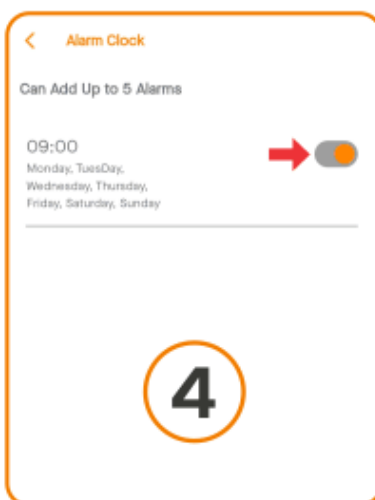 Alarm Clock
Can Add Up to 5 Alarms
09:00
Monday, TuesDay,
Wednesday, Thursday,
Friday, Saturday, Sunday
4